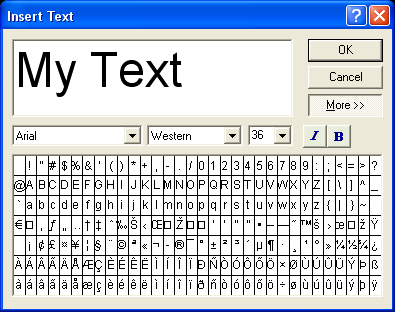 Insert Text
My Text
OK
Cancel
More >>
Arial Western 36 I B
! " # $ % & ' ( ) * + , - . / 0 1 2 3 4 5 6 7 8 9 : ; < = > ?
@ A B C D E F G H I J K L M N O P Q R S T U V W X Y Z [ \ ] ^ _
` a b c d e f g h i j k l m n o p q r s t u v w x y z { | } ~
€ ‚ ƒ „ … † ‡ ˆ ‰ Š ‹ Œ Ž ‘ ’ “ ” • – — ˜ ™ š › œ ž Ÿ
¡ ¢ £ ¤ ¥ ¦ § ¨ © ª « ¬ - ® ¯ ° ± ² ³ ´ µ ¶ · ¸ ¹ º » ¼ ½ ¾ ¿
À Á Â Ã Ä Å Æ Ç È É Ê Ë Ì Í Î Ï Ð Ñ Ò Ó Ô Õ Ö × Ø Ù Ú Û Ü Ý Þ ß
à á â ã ä å æ ç è é ê ë ì í î ï ð ñ ò ó ô õ ö ÷ ø ù ú û ü ý þ ÿ